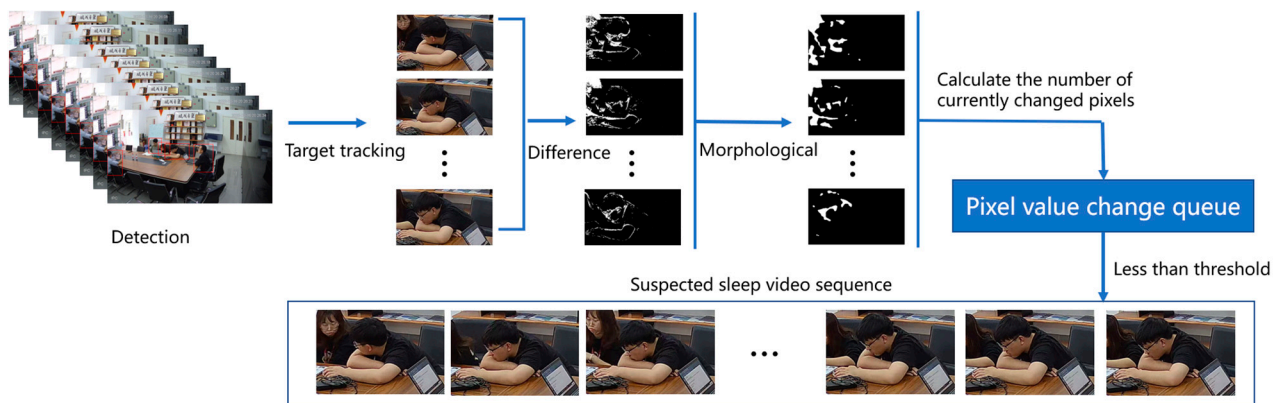 Detection
Target tracking
Difference
Morphological
Calculate the number of
currently changed pixels
Pixel value change queue
Less than threshold
Suspected sleep video sequence